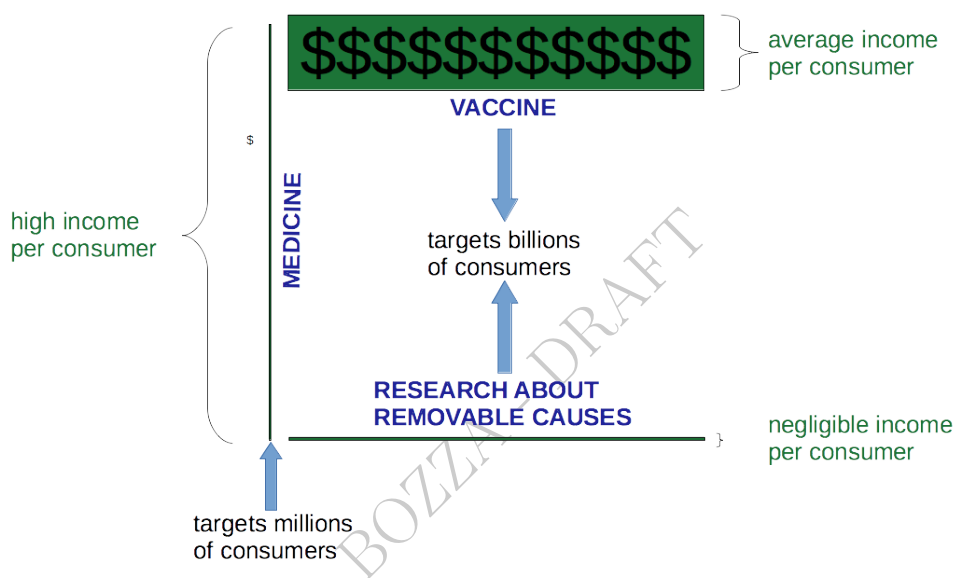 $$$$$$$$$$$
average income
per consumer
VACCINE
$
MEDICINE
high income
per consumer
targets billions
of consumers
RESEARCH ABOUT
REMOVABLE CAUSES
negligible income
per consumer
}
targets millions
of consumers
BOZZA - DRAFT